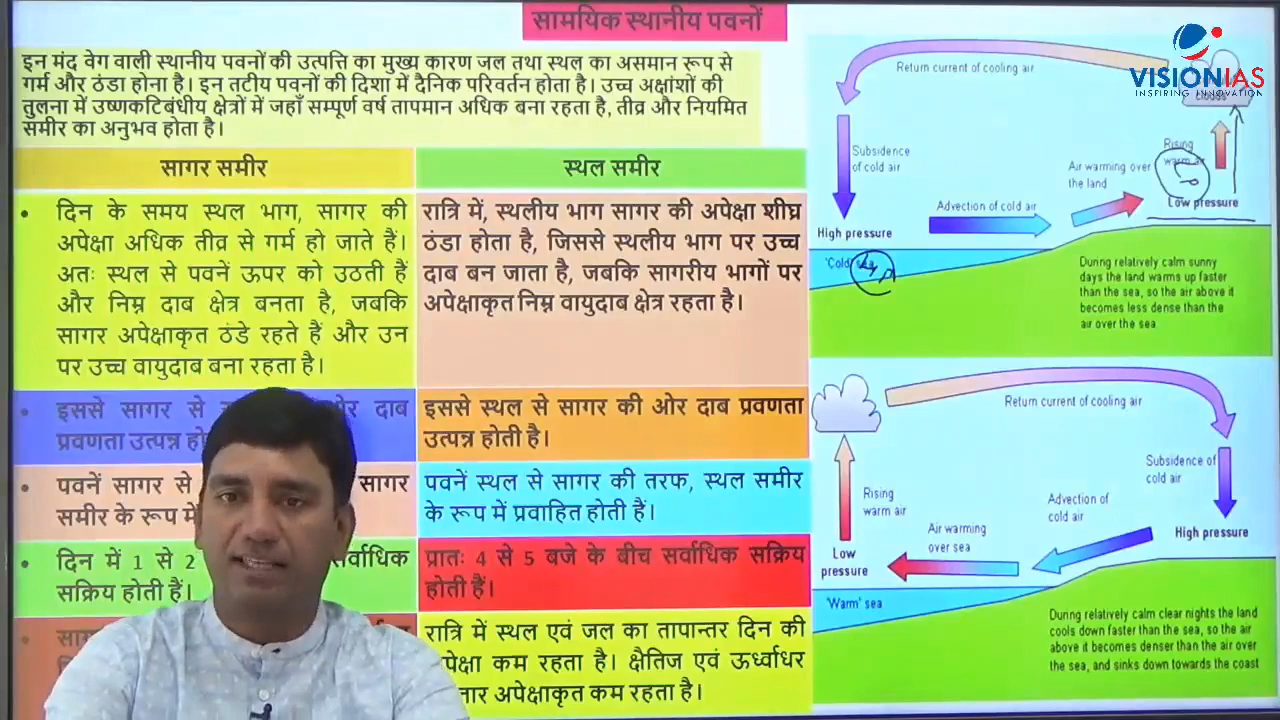 सामयिक स्थानीय पवनों
इन मंद वेग वाली स्थानीय पवनों की उत्पत्ति का मुख्य कारण जल तथा स्थल का असमान रूप से
गर्म और ठंडा होना है। इन तटीय पवनों की दिशा में दैनिक परिवर्तन होता है। उच्च अक्षांशों की
तुलना में उष्णकटिबंधीय क्षेत्रों में जहाँ सम्पूर्ण वर्ष तापमान अधिक बना रहता है, तीव्र और नियमित
समीर का अनुभव होता है।
सागर समीर
• दिन के समय स्थल भाग, सागर की
अपेक्षा अधिक तीव्र से गर्म हो जाते हैं।
अतः स्थल से पवनें ऊपर को उठती हैं
और निम्न दाब क्षेत्र बनता है, जबकि
सागर अपेक्षाकृत ठंडे रहते हैं और उन
पर उच्च वायुदाब बना रहता है।
• इससे सागर से दाब
प्रवणता उत्पन्न
• पवनें सागर से सागर
समीर के रूप में
• दिन में 1 से 2 सर्वाधिक
सक्रिय होती हैं।
स्थल समीर
रात्रि में, स्थलीय भाग सागर की अपेक्षा शीघ्र
ठंडा होता है, जिससे स्थलीय भाग पर उच्च
दाब बन जाता है, जबकि सागरीय भागों पर
अपेक्षाकृत निम्न वायुदाब क्षेत्र रहता है।
इससे स्थल से सागर की ओर दाब प्रवणता
उत्पन्न होती है।
पवनें स्थल से सागर की तरफ, स्थल समीर
के रूप में प्रवाहित होती हैं।
प्रातः 4 से 5 बजे के बीच सर्वाधिक सक्रिय
होती हैं।
रात्रि में स्थल एवं जल का तापान्तर दिन की
कम रहता है। क्षैतिज एवं ऊर्ध्वाधर
अपेक्षाकृत कम रहता है।
VISIONIAS
INSPIRING INNOVATION
Return current of cooling air
clouds
Subsidence
of cold air
Rising
warm air
Air warming over
the land
Advection of cold air
Low pressure
High pressure
'Cold' sea
During relatively calm sunny
days the land warms up faster
than the sea, so the air above it
becomes less dense than the
air over the sea.
Return current of cooling air
Subsidence of
cold air
Rising
warm air
Advection of
cold air
Air warming
over sea
High pressure
Low
pressure
'Warm' sea
During relatively calm clear nights the land
cools down faster than the sea, so the air
above it becomes denser than the air over
the sea, and sinks down towards the coast